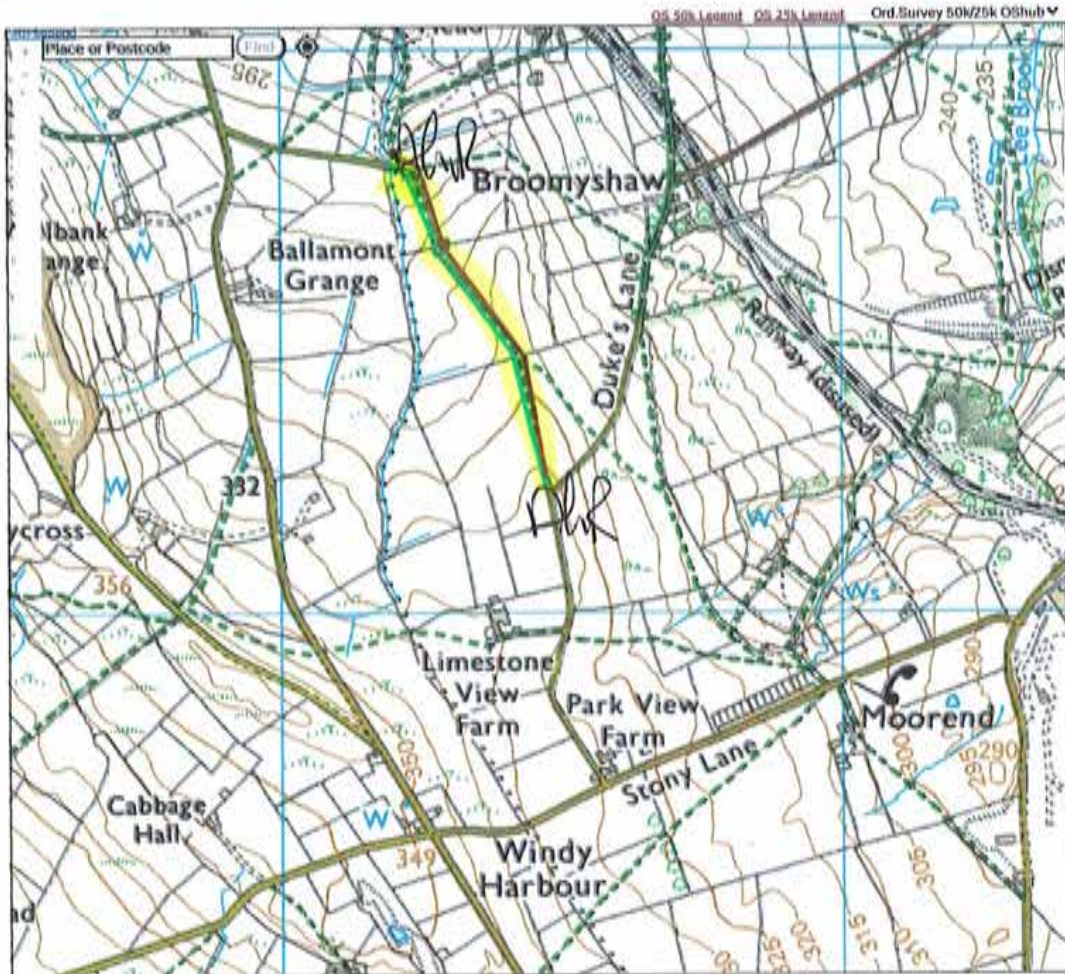 OS 50k Legend OS 25k Legend Ord.Survey 50k/25k OShub
Place or Postcode Find
295
235
240
Lee Brook
Broomyshaw
Ballamont
Grange
Duke's Lane
Railway (disused)
W
332
W
Ws
356
Limestone
View
Farm
Park View
Farm
Moorend
Stony Lane
290
295
290
300
350
Cabbage
Hall
W
349
Windy
Harbour
305
310
315
320
325